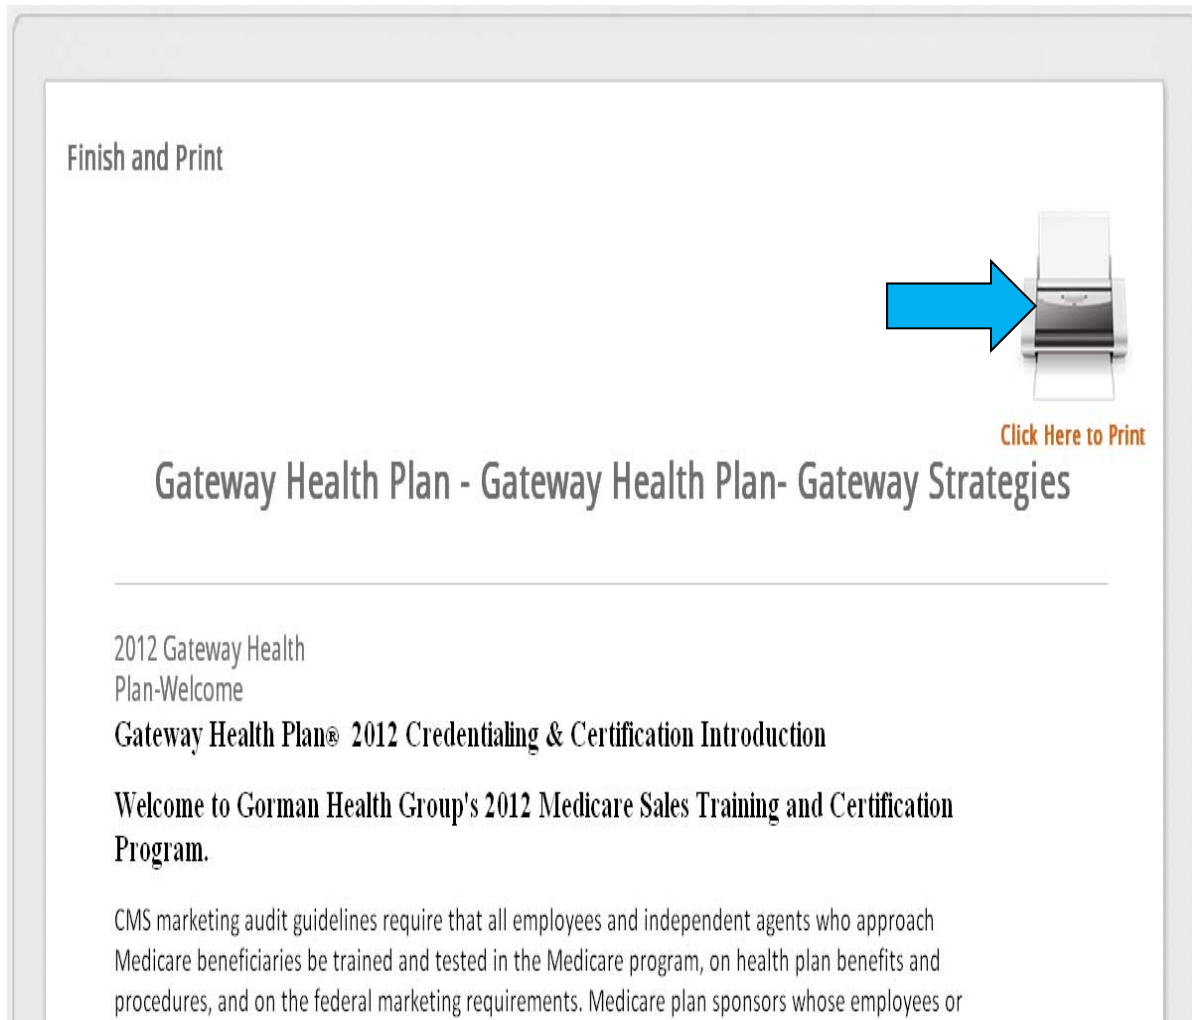 Finish and Print
Click Here to Print
Gateway Health Plan - Gateway Health Plan- Gateway Strategies
2012 Gateway Health
Plan-Welcome
Gateway Health Plan® 2012 Credentialing & Certification Introduction
Welcome to Gorman Health Group's 2012 Medicare Sales Training and Certification
Program.
CMS marketing audit guidelines require that all employees and independent agents who approach
Medicare beneficiaries be trained and tested in the Medicare program, on health plan benefits and
procedures, and on the federal marketing requirements. Medicare plan sponsors whose employees or